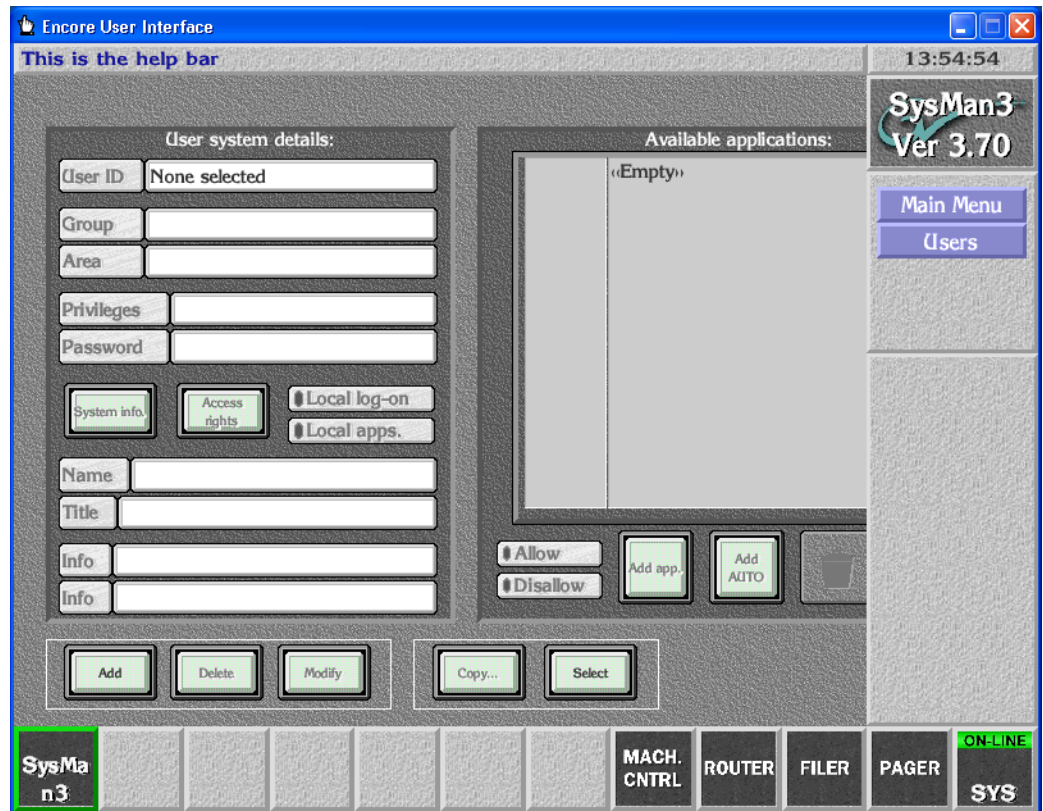 Encore User Interface
This is the help bar
13:54:54
SysMan3
Ver 3.70
Main Menu
Users
User system details:
User ID
None selected
Group
Area
Privileges
Password
System info.
Access
rights
Local log-on
Local apps.
Name
Title
Info
Info
Available applications:
‹‹Empty››
Allow
Disallow
Add app.
Add
AUTO
Add
Delete
Modify
Copy...
Select
SysMa
n3
MACH.
CNTRL
ROUTER
FILER
PAGER
ON-LINE
SYS